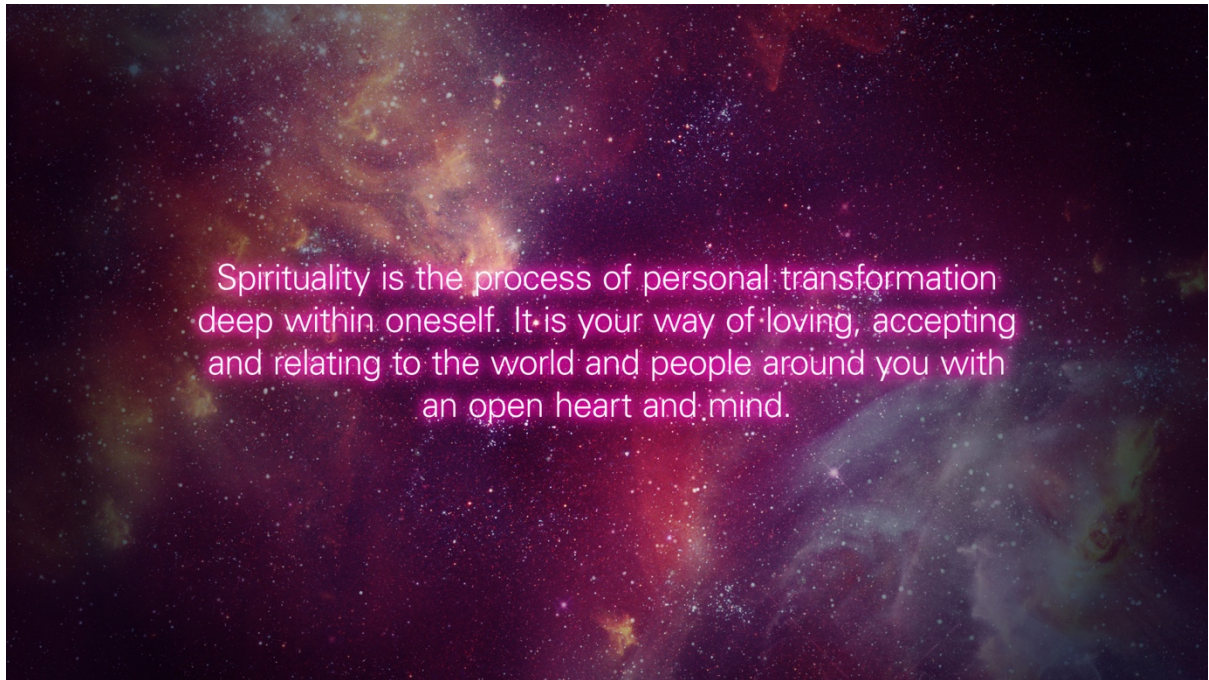 Spirituality is the process of personal transformation
deep within oneself. It is your way of loving, accepting
and relating to the world and people around you with
an open heart and mind.